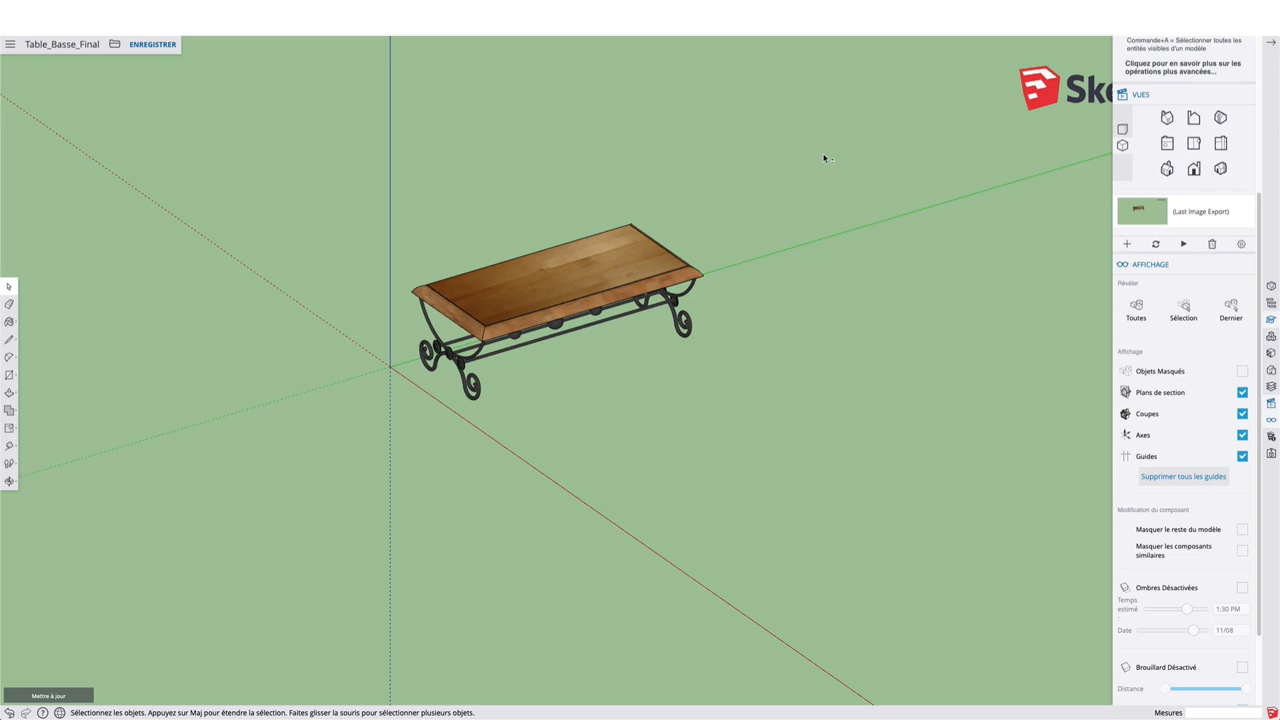 Table_Basse_Final
ENREGISTRER
Commande+A = Sélectionner toutes les
entités visibles d'un modèle
Cliquez pour en savoir plus sur les
opérations plus avancées...
Ske
VUES
(Last Image Export)
AFFICHAGE
Révéler
Toutes
Sélection
Dernier
Affichage
Objets Masqués
Plans de section
Coupes
Axes
Guides
Supprimer tous les guides
Modification du composant
Masquer le reste du modèle
Masquer les composants
similaires
Ombres Désactivées
Temps
estimé
:
1:30 PM
Date
11/08
Brouillard Désactivé
Distance
Mettre à jour
Sélectionnez les objets. Appuyez sur Maj pour étendre la sélection. Faites glisser la souris pour sélectionner plusieurs objets.
Mesures